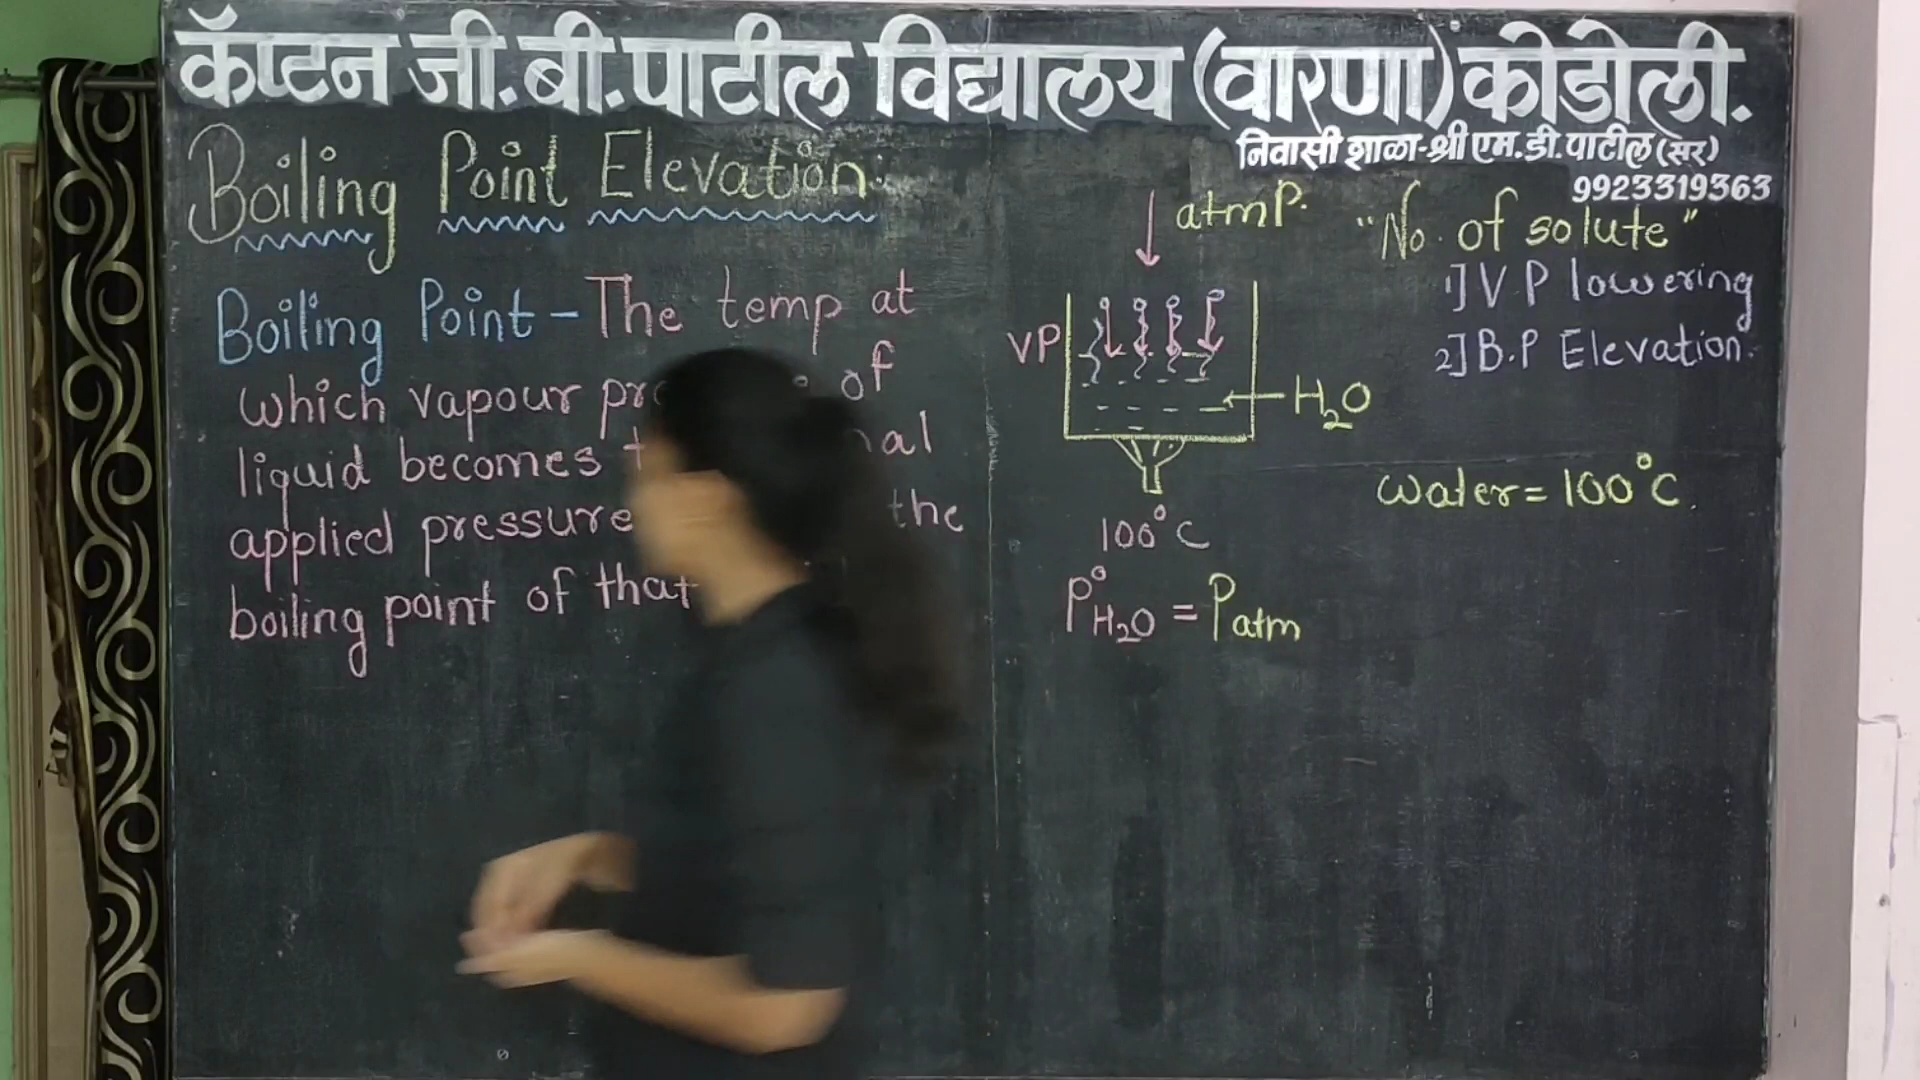 कॅप्टन जी.बी.पाटील विद्यालय (वारणा) कोडोली.
निवासी शाळा-श्री एम.डी.पाटील (सर)
9923319363
Boiling Point Elevation
Boiling Point - The temp at
which vapour of
liquid becomes
applied pressure the
boiling point of that
atm P.
VP
H₂O
100°C
P°H₂O = Patm
"No. of solute"
1] V P lowering
2] B.P Elevation.
Water = 100°C.